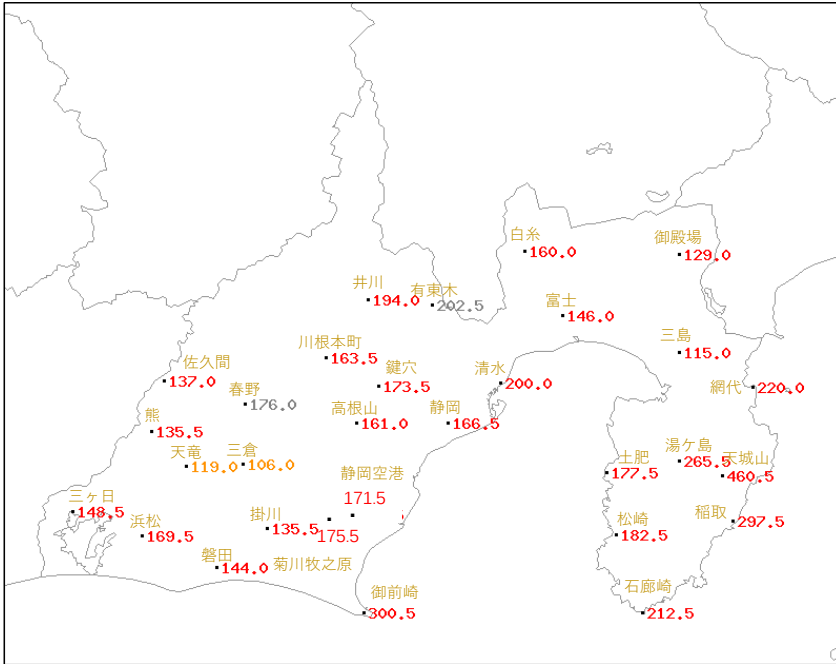 白糸
160.0
御殿場
129.0
井川
194.0
有東木
202.5
富士
146.0
川根本町
163.5
三島
115.0
佐久間
137.0
鍵穴
173.5
清水
200.0
網代
220.0
春野
176.0
高根山
161.0
静岡
166.5
熊
135.5
天竜
119.0
三倉
106.0
土肥
177.5
湯ケ島
265.5
天城山
460.5
静岡空港
171.5
三ヶ日
148.5
浜松
169.5
掛川
135.5
175.5
菊川牧之原
松崎
182.5
稲取
297.5
磐田
144.0
御前崎
300.5
石廊崎
212.5